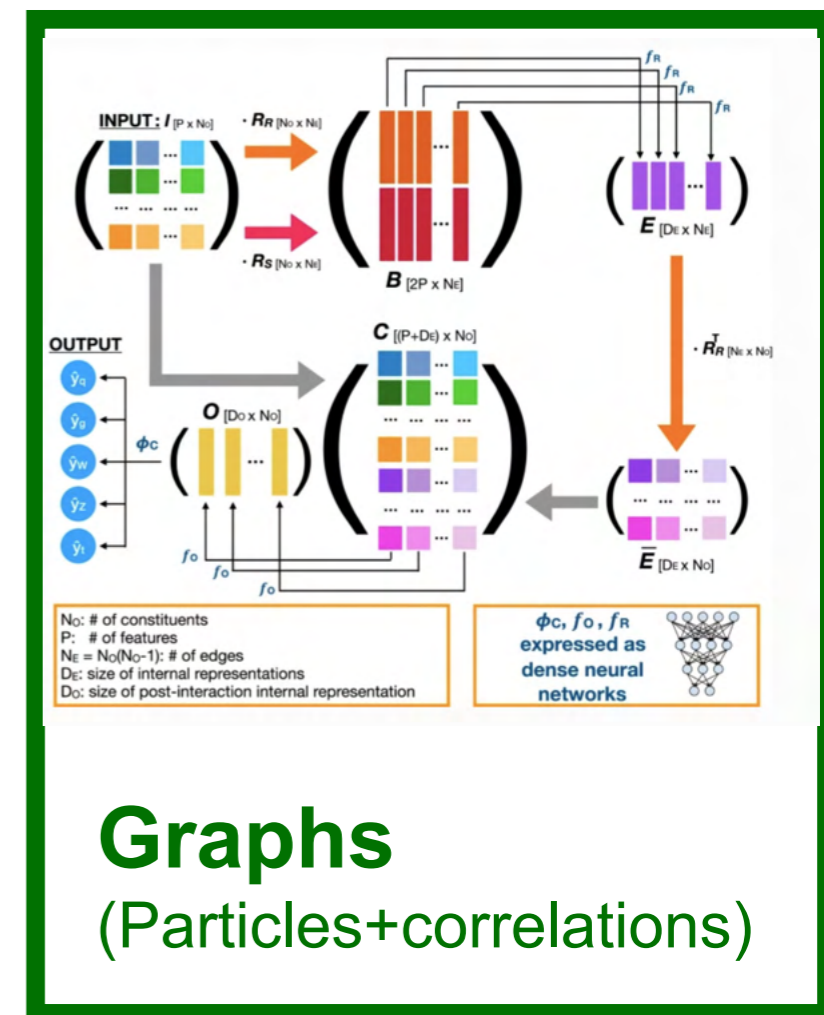 fR
fR
fR
fR
INPUT: I [P x NO]
· RR [NO x NE]
... 
...
... ... ... ...
...
· RS [NO x NE]
...
...
B [2P x NE]
...
E [DE x NE]
· RᵀR [NE x NO]
C [(P+DE) x NO]
...
...
... ... ... ...
...
...
... ... ... ...
...
OUTPUT
ŷq
ŷg
ŷw
ŷz
ŷt
ϕC
O [DO x NO]
...
...
... ... ... ...
...
E̅ [DE x NO]
fO
fO
fO
NO: # of constituents
P: # of features
NE = NO(NO-1): # of edges
DE: size of internal representations
DO: size of post-interaction internal representation
ϕC, fO, fR
expressed as
dense neural
networks
Graphs
(Particles+correlations)